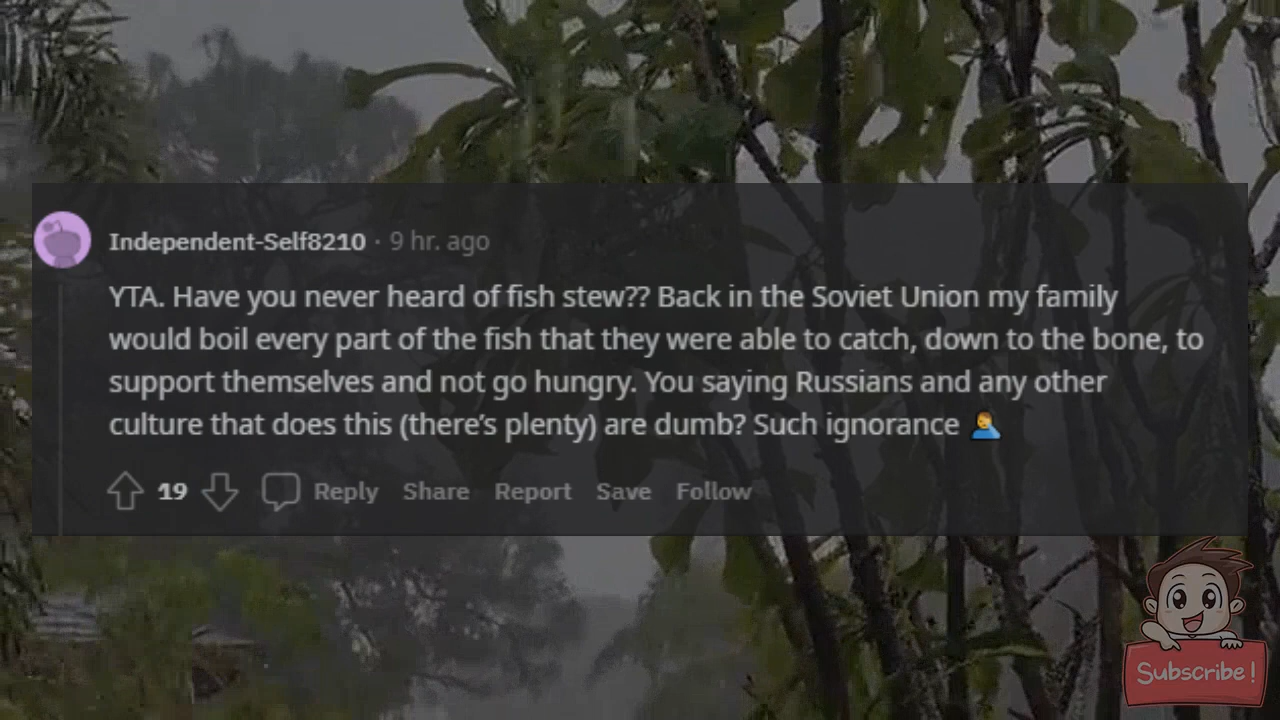 Independent-Self8210 · 9 hr. ago
YTA. Have you never heard of fish stew?? Back in the Soviet Union my family
would boil every part of the fish that they were able to catch, down to the bone, to
support themselves and not go hungry. You saying Russians and any other
culture that does this (there's plenty) are dumb? Such ignorance 🤦‍♂️
19 Reply Share Report Save Follow
Subscribe!